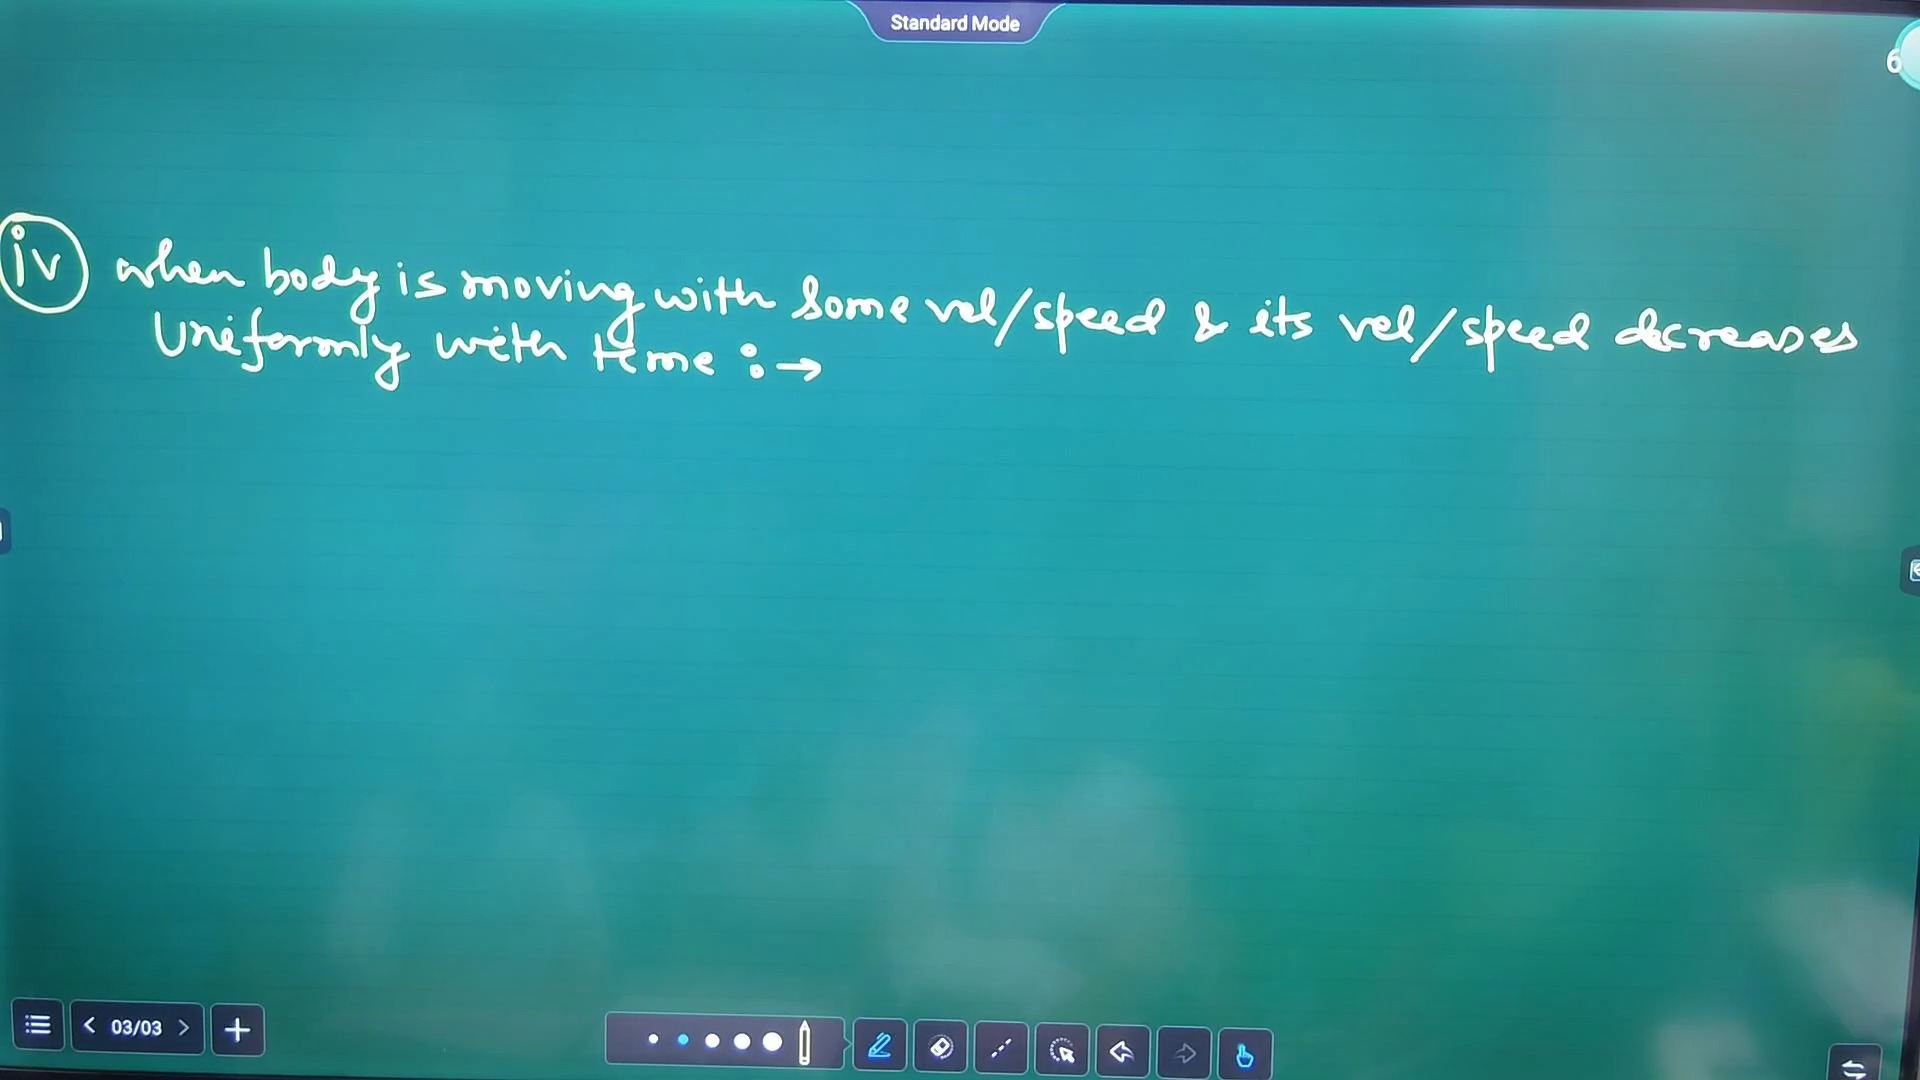 Standard Mode
6
iv when body is moving with some vel/speed & its vel/speed decreases
Uniformly with time :→
03/03